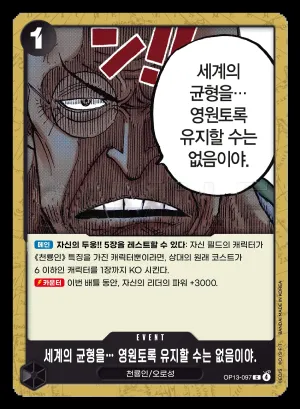 1
ン!!
세계의
균형을…
영원토록
유지할 수는
없음이야.
메인 자신의 두웅!! 5장을 레스트할 수 있다: 자신 필드의 캐릭터가
《천룡인》 특징을 가진 캐릭터뿐이라면, 상대의 원래 코스트가
6 이하인 캐릭터를 1장까지 KO 시킨다.
카운터 이번 배틀 동안, 자신의 리더의 파워 +3000.
EVENT
세계의 균형을… 영원토록 유지할 수는 없음이야.
천룡인/오로성
OP13-097